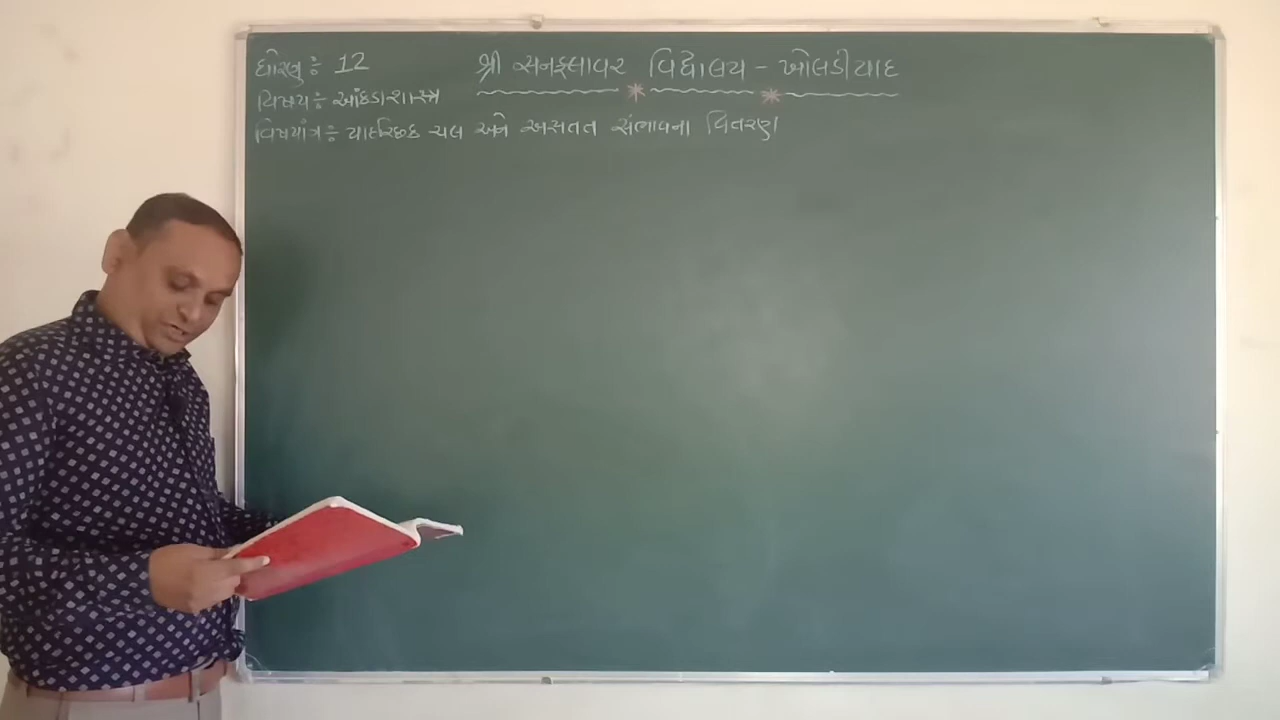 ધોરણ ઃ 12
શ્રી સનફ્લાવર વિદ્યાલય - ખોલડીયાદ
વિષય ઃ આંકડાશાસ્ત્ર
વિષયાંગ ઃ યાદચ્છિક ચલ અને અસતત સંભાવના વિતરણ